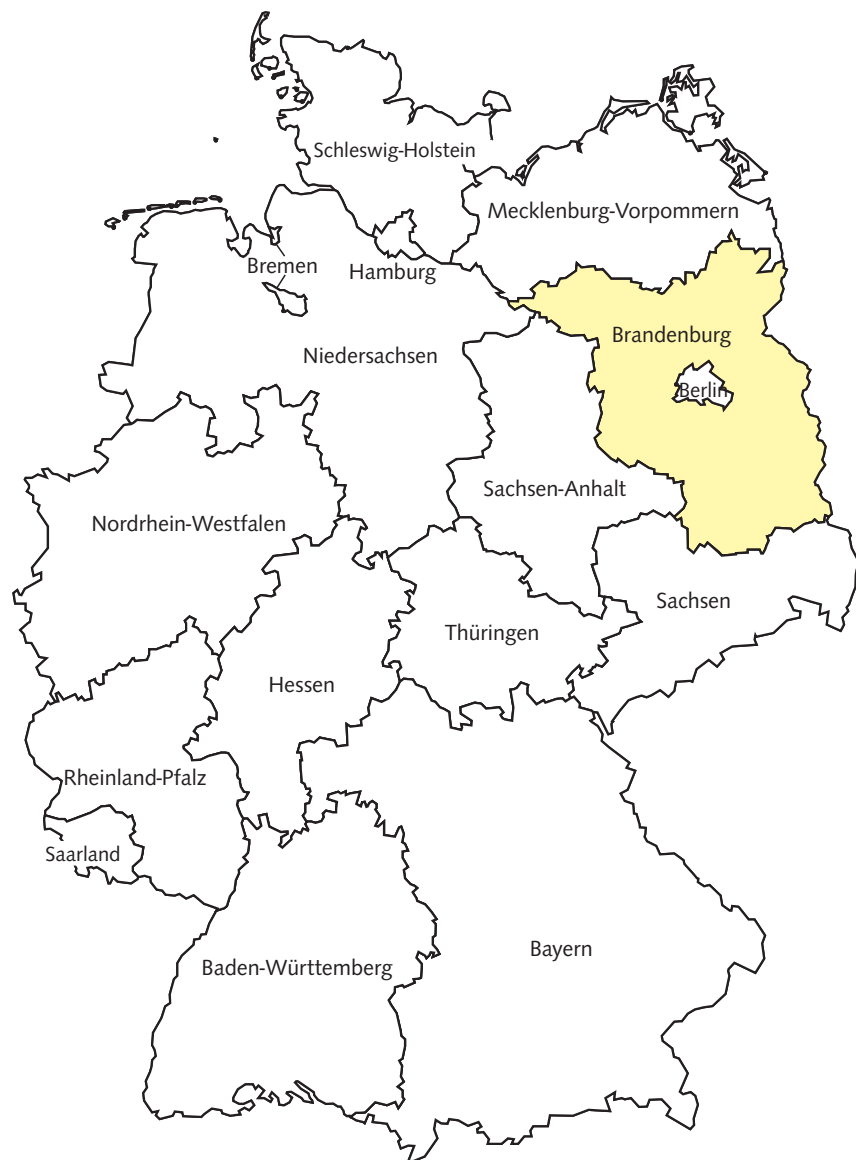 Schleswig-Holstein
Mecklenburg-Vorpommern
Bremen
Hamburg
Brandenburg
Niedersachsen
Berlin
Sachsen-Anhalt
Nordrhein-Westfalen
Sachsen
Thüringen
Hessen
Rheinland-Pfalz
Saarland
Bayern
Baden-Württemberg